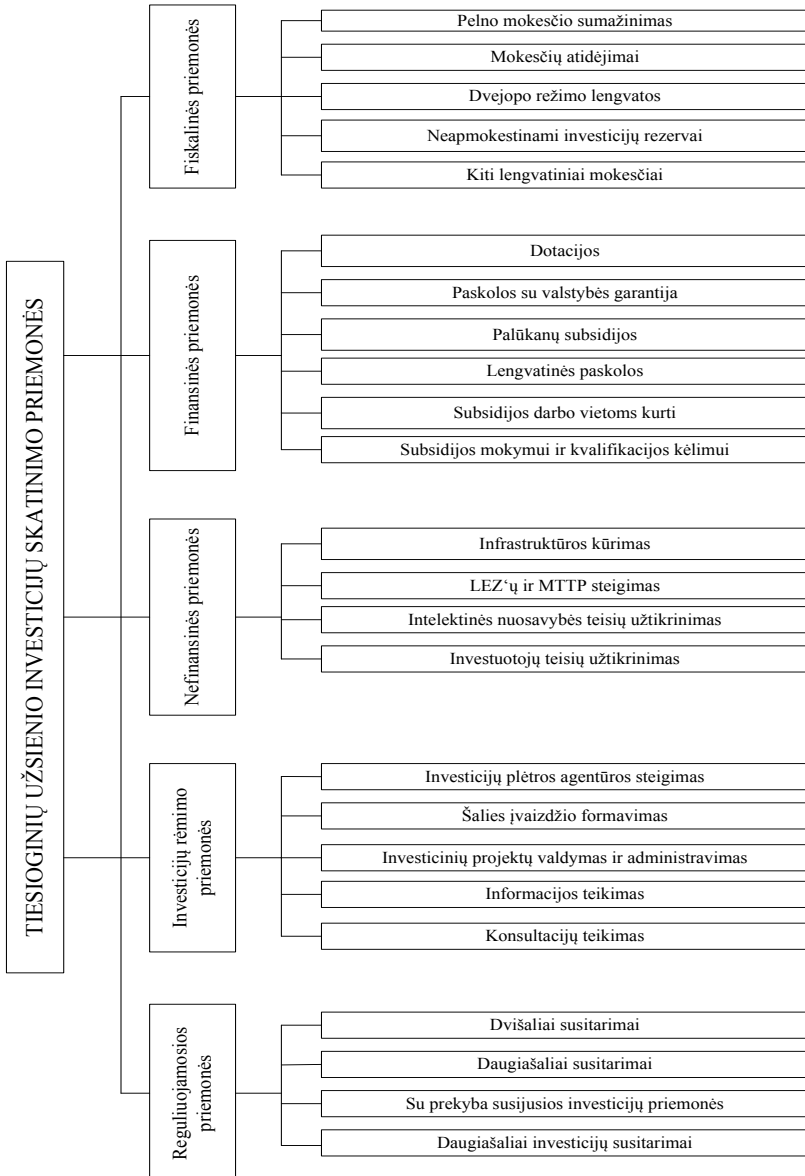 TIESIOGINIŲ UŽSIENIO INVESTICIJŲ SKATINIMO PRIEMONĖS
Fiskalinės priemonės
Pelno mokesčio sumažinimas
Mokesčių atidėjimai
Dvejopo režimo lengvatos
Neapmokestinami investicijų rezervai
Kiti lengvatiniai mokesčiai
Finansinės priemonės
Dotacijos
Paskolos su valstybės garantija
Palūkanų subsidijos
Lengvatinės paskolos
Subsidijos darbo vietoms kurti
Subsidijos mokymui ir kvalifikacijos kėlimui
Nefinansinės priemonės
Infrastruktūros kūrimas
LEZ‘ų ir MTTP steigimas
Intelektinės nuosavybės teisių užtikrinimas
Investuotojų teisių užtikrinimas
Investicijų rėmimo
priemonės
Investicijų plėtros agentūros steigimas
Šalies įvaizdžio formavimas
Investicinių projektų valdymas ir administravimas
Informacijos teikimas
Konsultacijų teikimas
Reguliuojamosios
priemonės
Dvišaliai susitarimai
Daugiašaliai susitarimai
Su prekyba susijusios investicijų priemonės
Daugiašaliai investicijų susitarimai